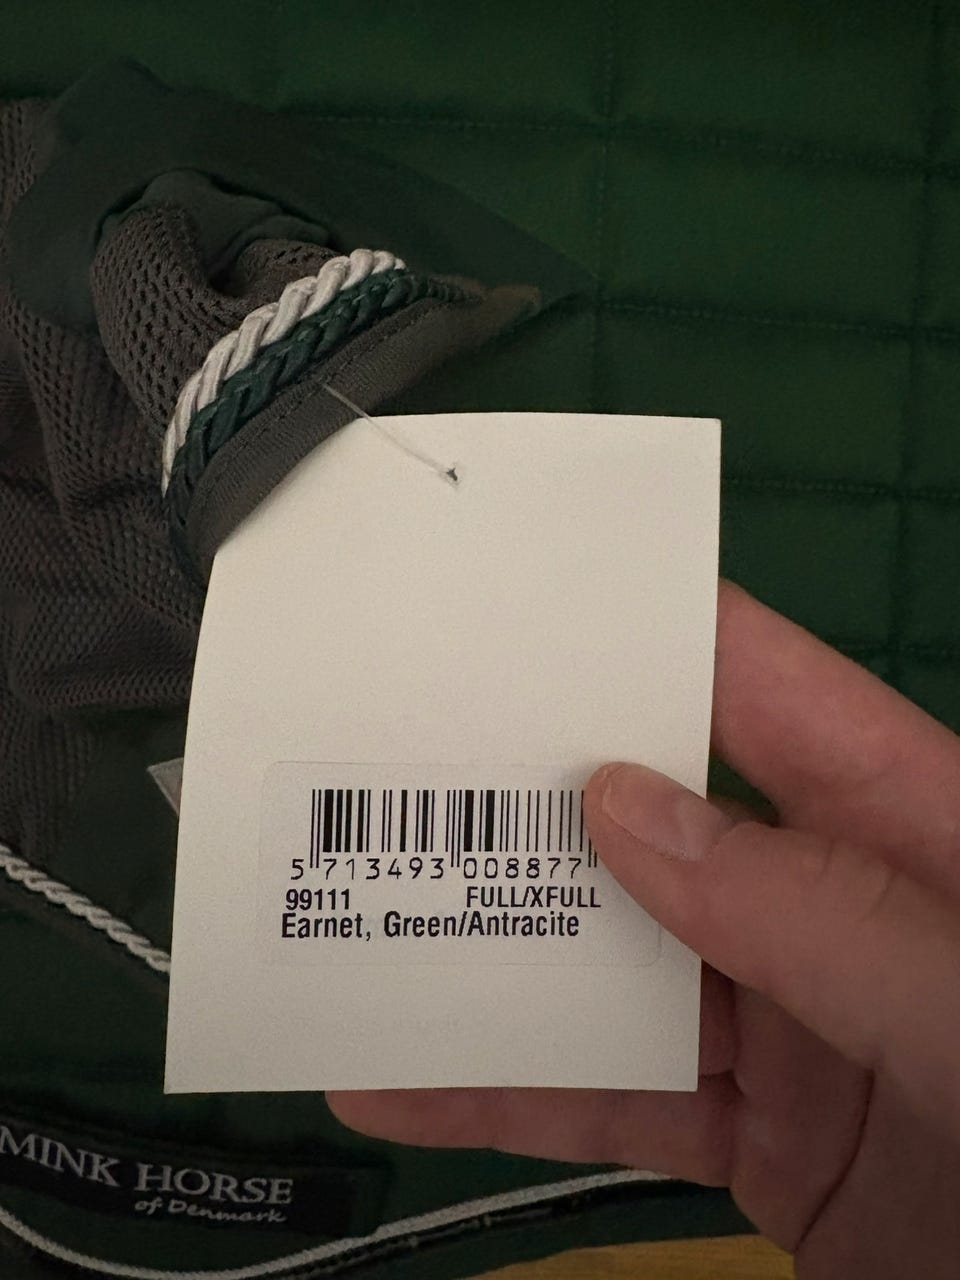 5 713493 008877
99111 FULL/XFULL
Earnet, Green/Antracite
MINK HORSE
of Denmark